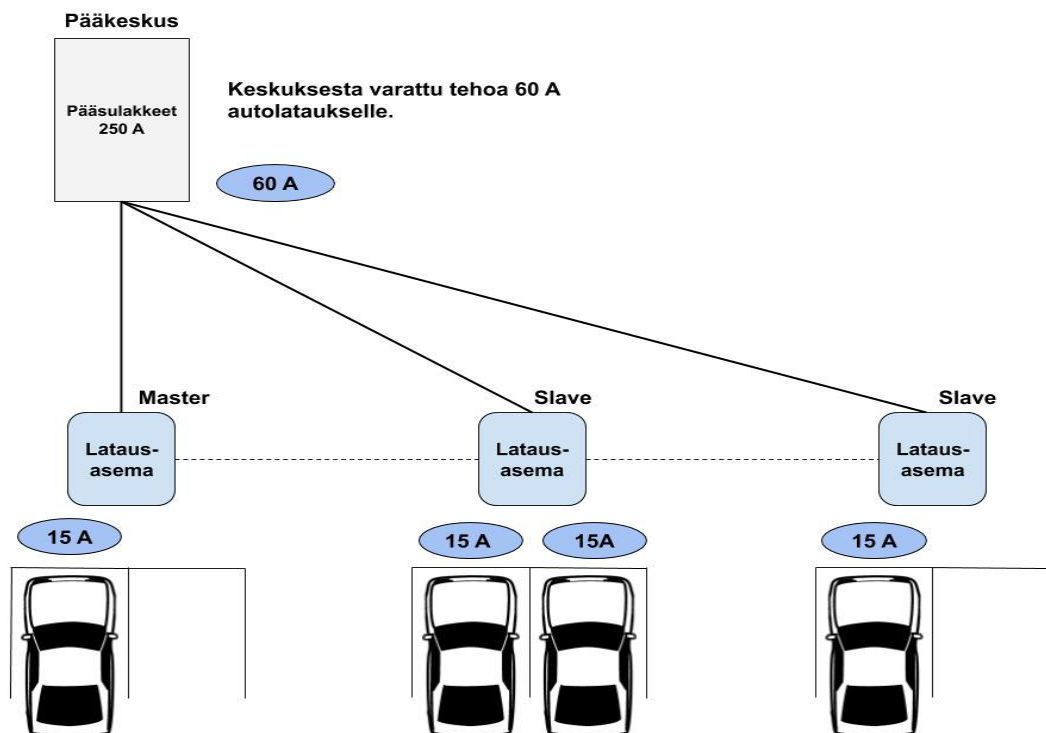 Pääkeskus
Pääsulakkeet
250 A
Keskuksesta varattu tehoa 60 A
autolataukselle.
60 A
Master
Slave
Slave
Lataus-
asema
Lataus-
asema
Lataus-
asema
15 A
15 A
15A
15 A